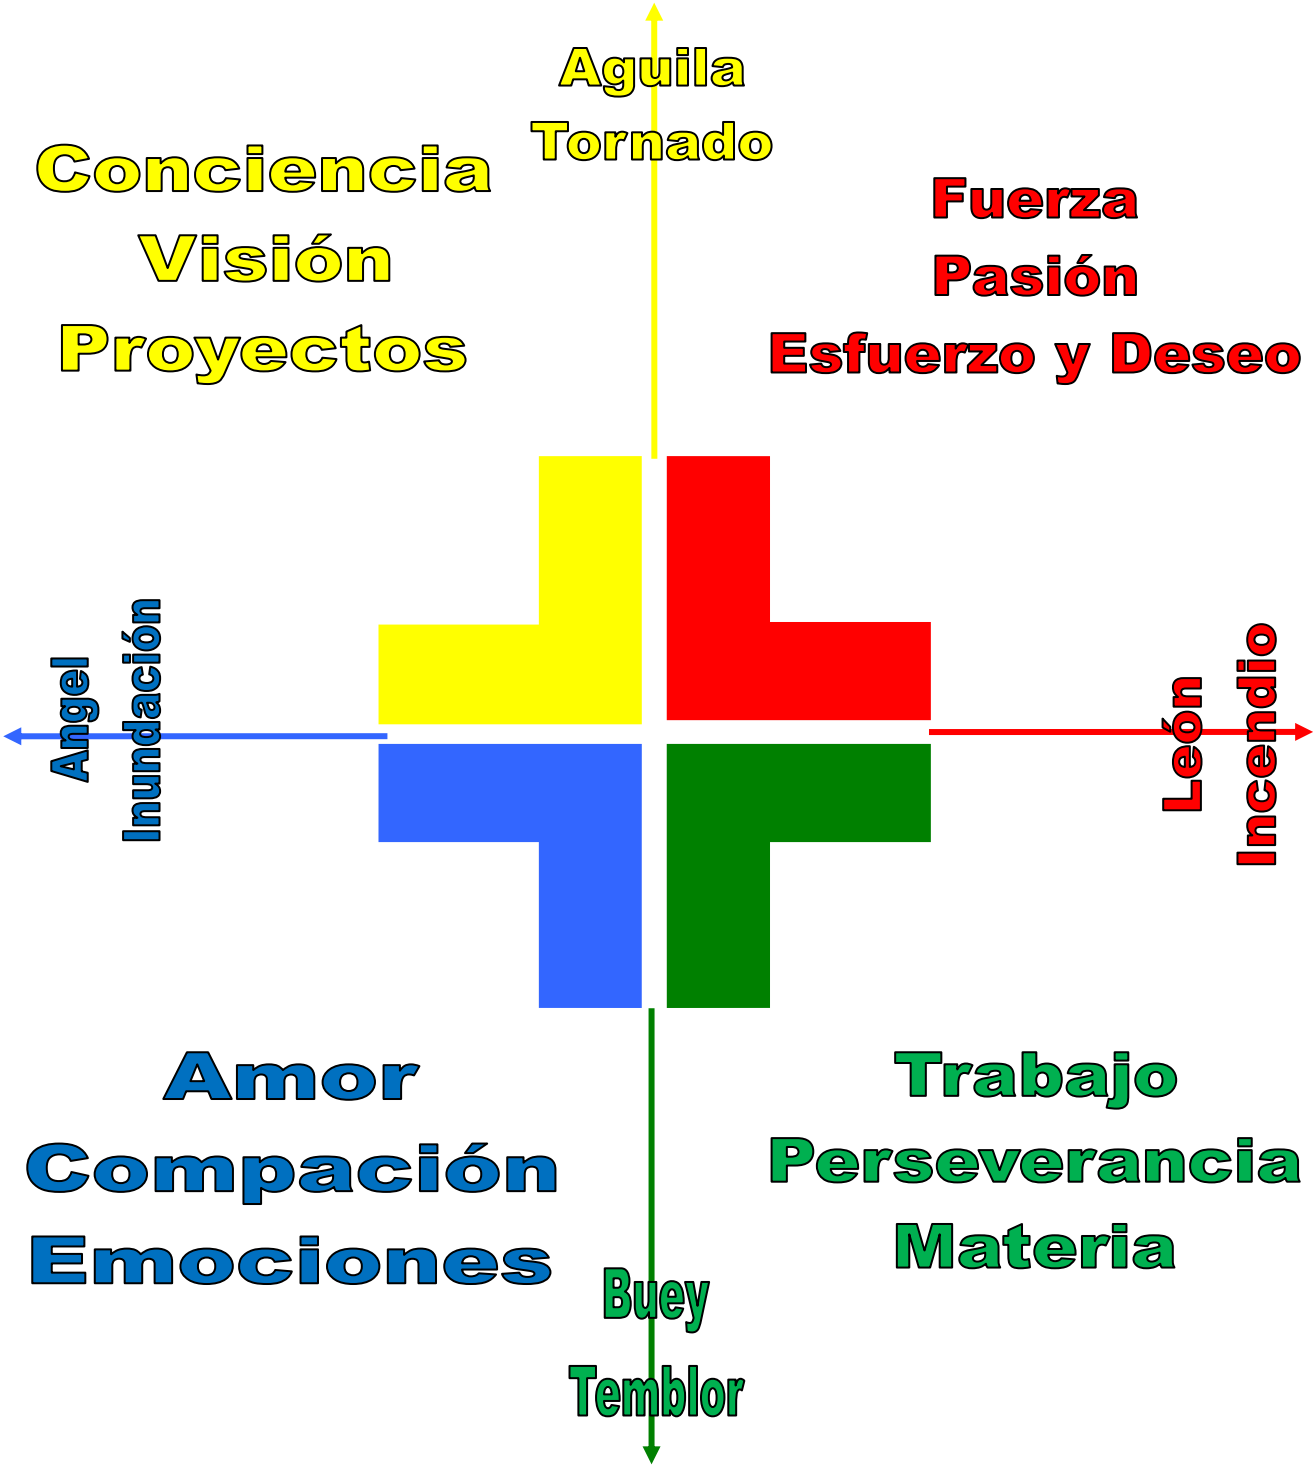 Aguila
Tornado
Conciencia
Visión
Proyectos
Fuerza
Pasión
Esfuerzo y Deseo
Angel
Inundación
León
Incendio
Amor
Compación
Emociones
Trabajo
Perseverancia
Materia
Buey
Temblor